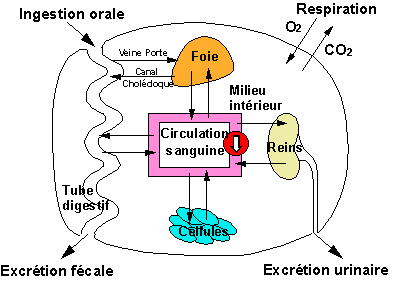 Ingestion orale
Respiration
O2
CO2
Veine Porte
Canal
Cholédoque
Foie
Milieu
intérieur
Circulation
sanguine
Reins
Tube
digestif
Cellules
Excrétion fécale
Excrétion urinaire